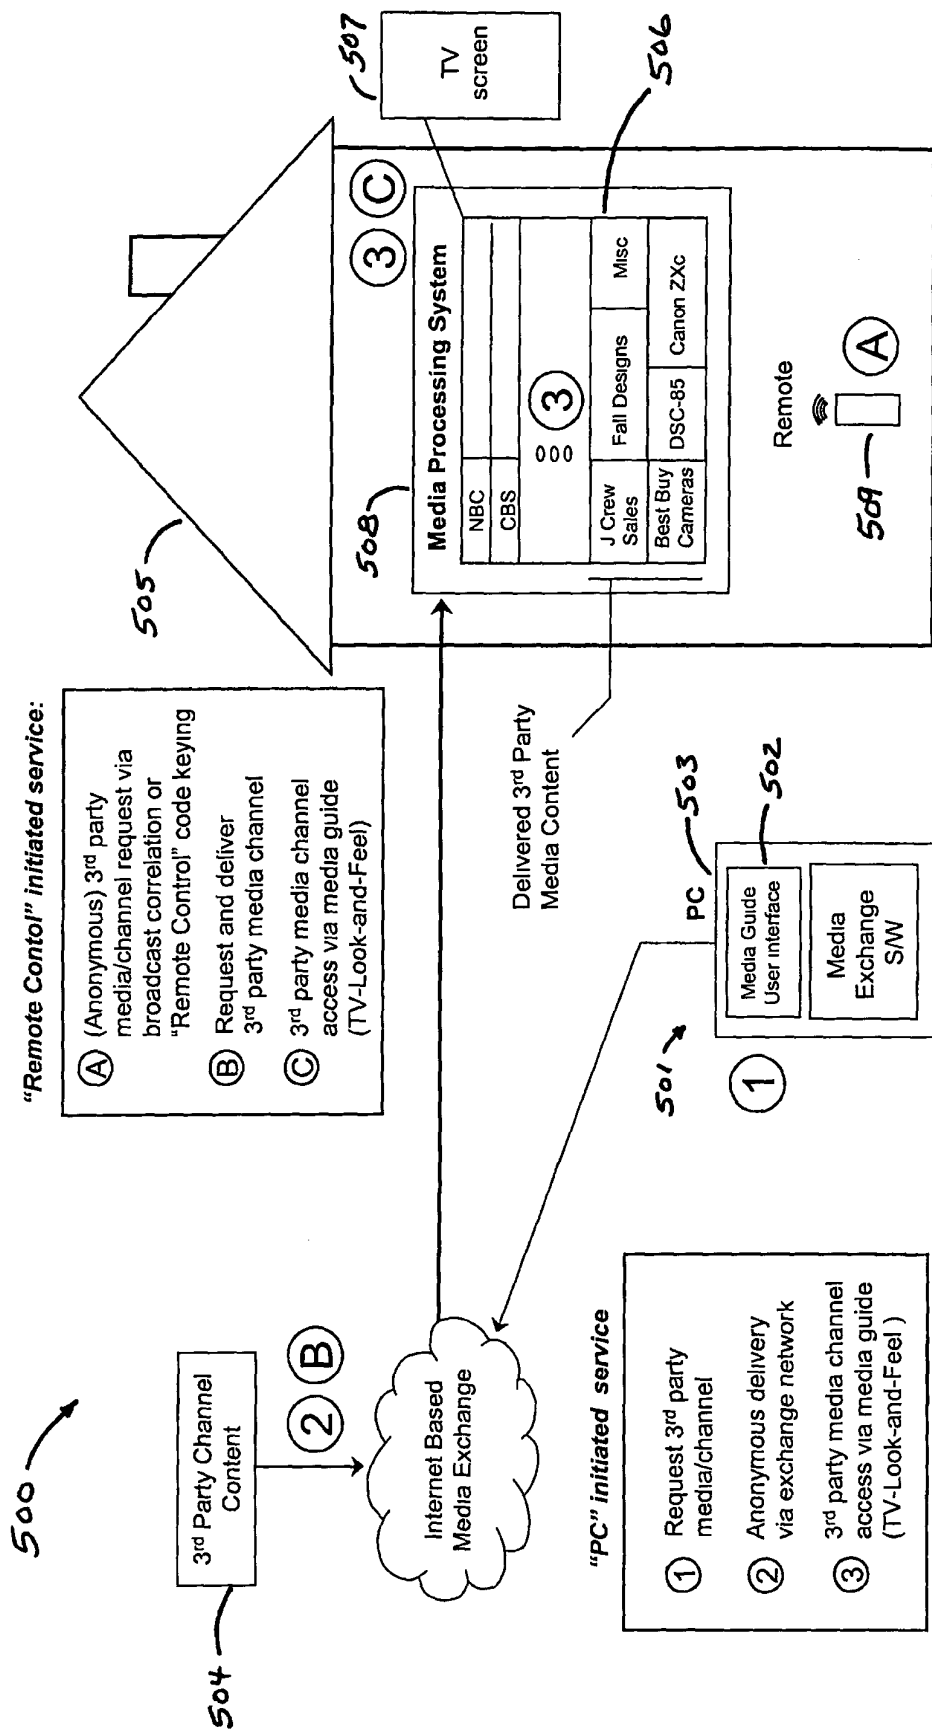 500
504
3rd Party Channel
Content
2 B
Internet Based
Media Exchange
"Remote Contol" initiated service:
A (Anonymous) 3rd party
media/channel request via
broadcast correlation or
"Remote Control" code keying
B Request and deliver
3rd party media channel
C 3rd party media channel
access via media guide
(TV-Look-and-Feel)
505
3 C
507
TV
screen
508
Media Processing System
NBC
CBS
000 3
J Crew
Sales
Fall Designs
Misc
Best Buy
Cameras
DSC-85
Canon ZXc
506
Delivered 3rd Party
Media Content
Remote
509
A
"PC" initiated service
1 Request 3rd party
media/channel
2 Anonymous delivery
via exchange network
3 3rd party media channel
access via media guide
(TV-Look-and-Feel )
501
1
PC
503
502
Media Guide
User interface
Media
Exchange
S/W